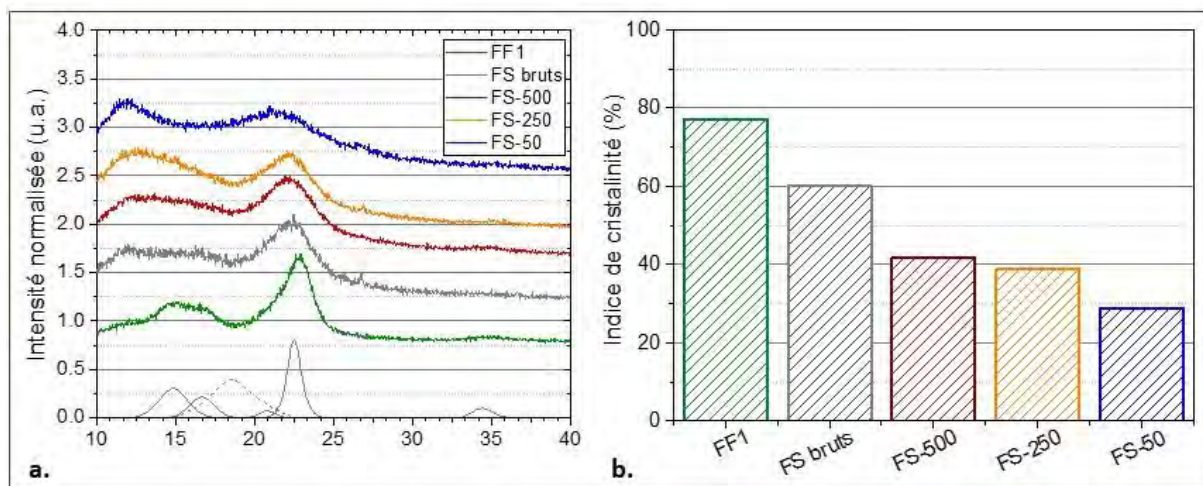 Intensité normalisée (u.a.)
4.0
3.5
3.0
2.5
2.0
1.5
1.0
0.5
0.0
10 15 20 25 30 35 40
FF1
FS bruts
FS-500
FS-250
FS-50
a.
Indice de cristalinité (%)
100
80
60
40
20
0
FF1 FS bruts FS-500 FS-250 FS-50
b.